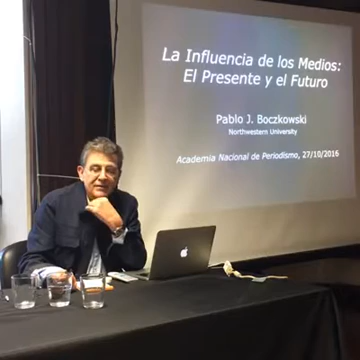 La Influencia de los Medios:
El Presente y el Futuro
Pablo J. Boczkowski
Northwestern University
Academia Nacional de Periodismo, 27/10/2016